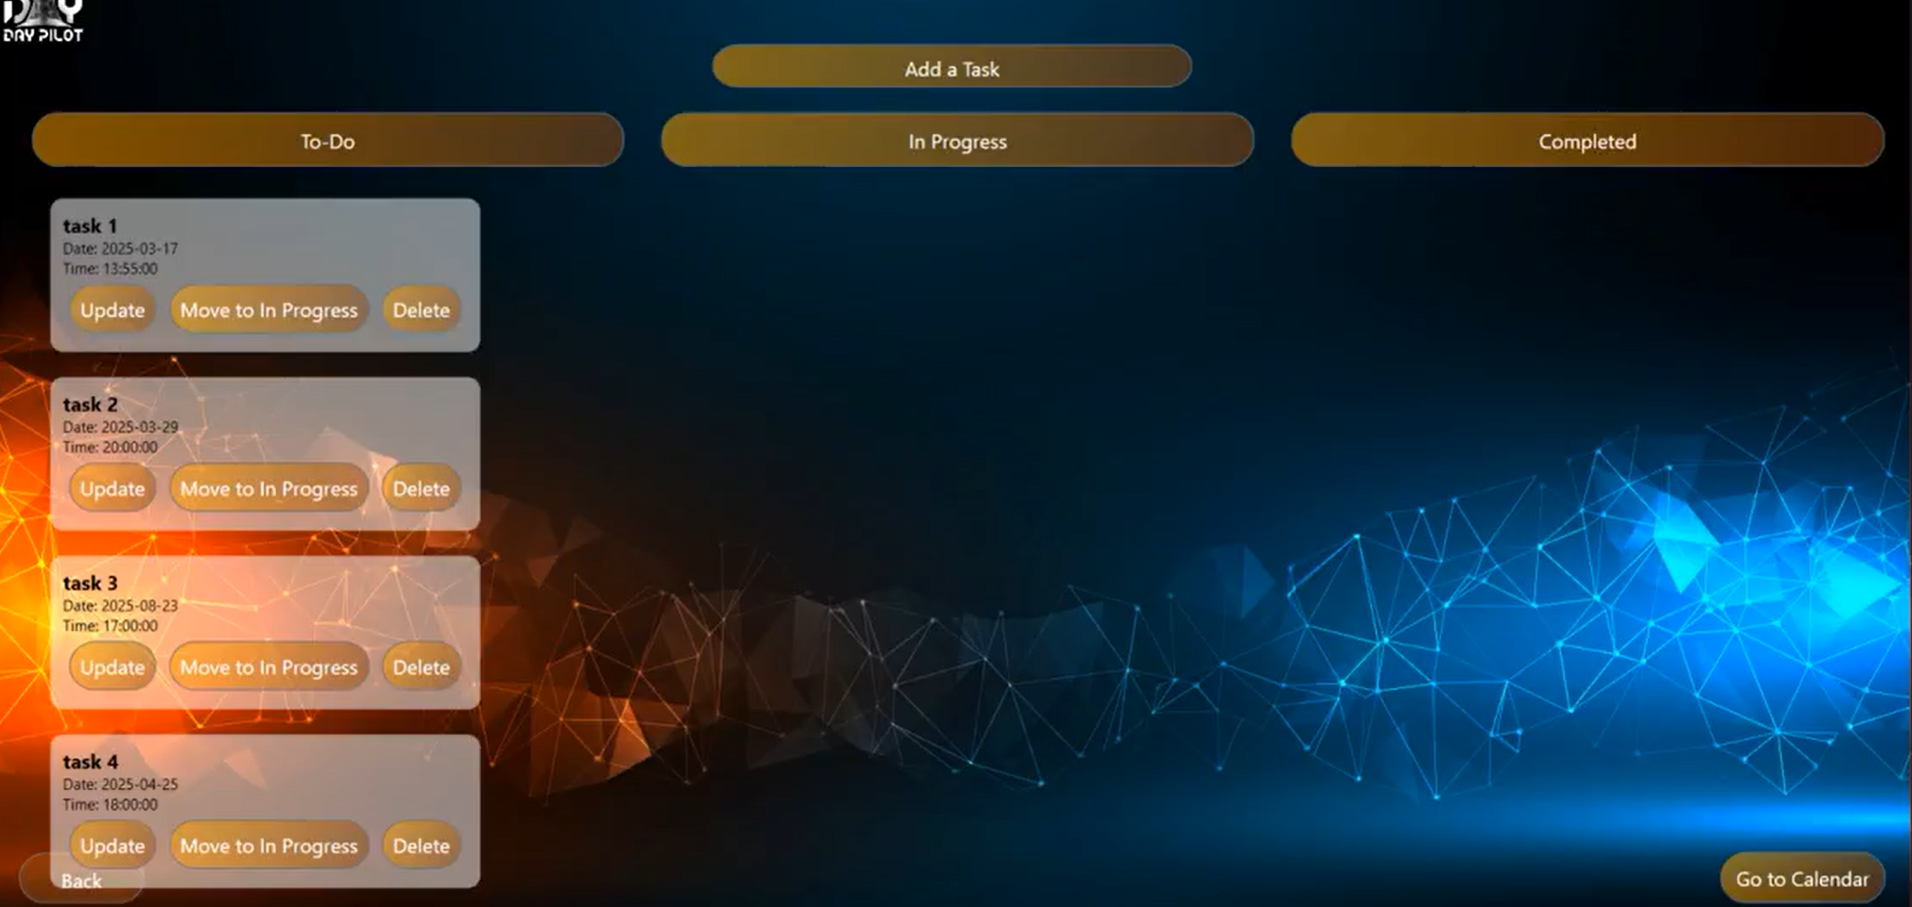 DAY PILOT
Add a Task
To-Do
In Progress
Completed
task 1
Date: 2025-03-17
Time: 13:55:00
Update
Move to In Progress
Delete
task 2
Date: 2025-03-29
Time: 20:00:00
Update
Move to In Progress
Delete
task 3
Date: 2025-08-23
Time: 17:00:00
Update
Move to In Progress
Delete
task 4
Date: 2025-04-25
Time: 18:00:00
Update
Move to In Progress
Delete
Back
Go to Calendar